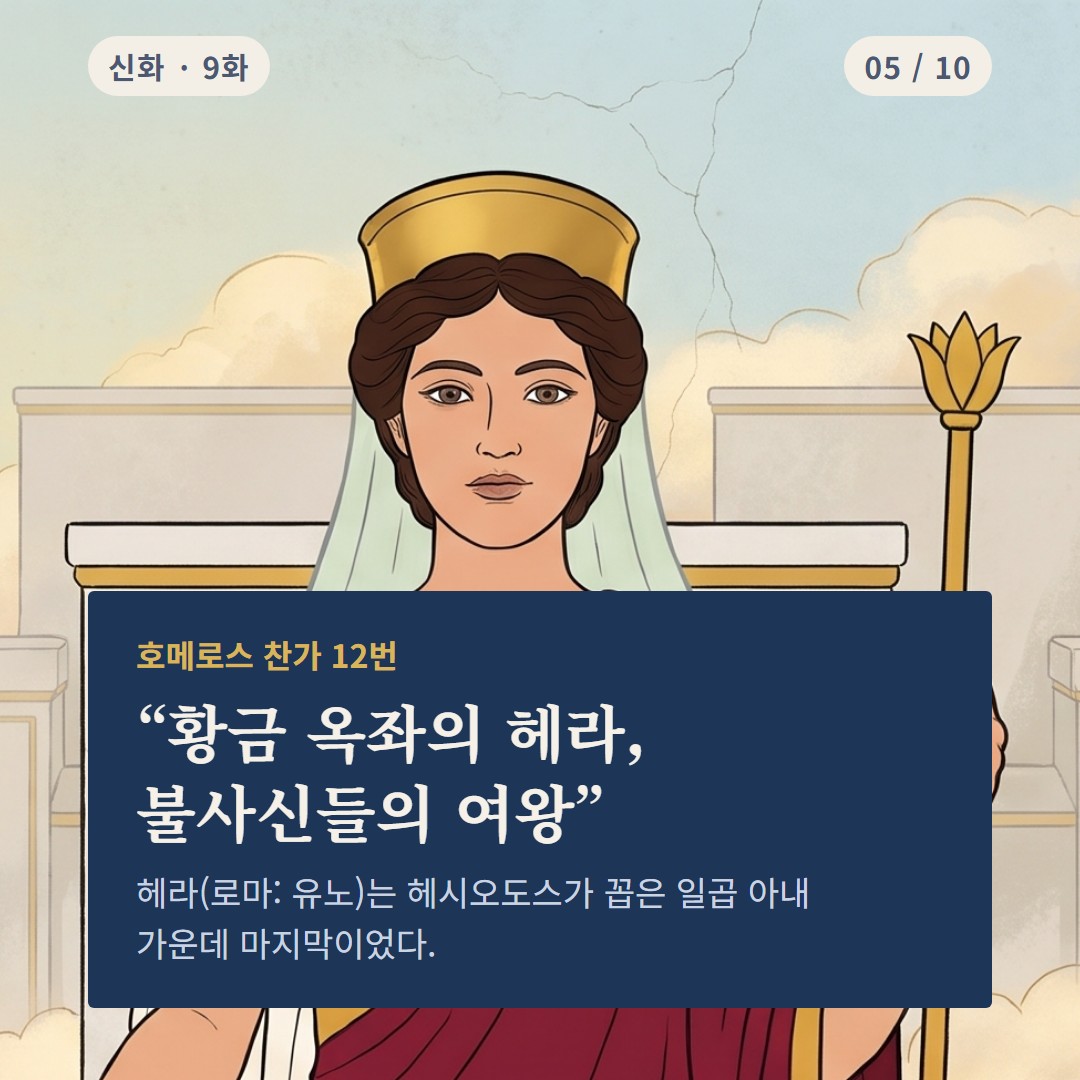 신화 · 9화
05 / 10
호메로스 찬가 12번
“황금 옥좌의 헤라,
불사신들의 여왕”
헤라(로마: 유노)는 헤시오도스가 꼽은 일곱 아내
가운데 마지막이었다.